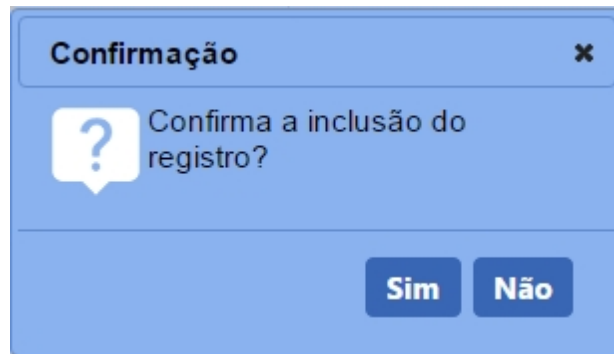 Confirmação
Confirma a inclusão do
registro?
Sim Não